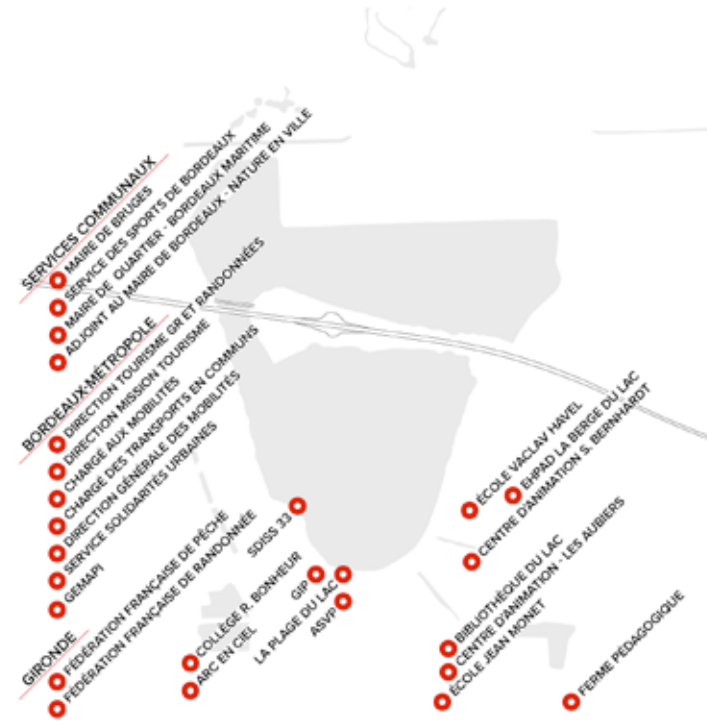 SERVICES COMMUNAUX
MAIRE DE BRUGES
SERVICE DES SPORTS DE BORDEAUX
MAIRE DE QUARTIER - BORDEAUX MARITIME
ADJOINT AU MAIRE DE BORDEAUX - NATURE EN VILLE
BORDEAUX-MÉTROPOLE
DIRECTION TOURISME GR ET RANDONNÉES
DIRECTION MISSION TOURISME
CHARGÉ AUX MOBILITÉS
CHARGÉ DES TRANSPORTS EN COMMUNS
DIRECTION GÉNÉRALE DES MOBILITÉS
SERVICE SOLIDARITÉS URBAINES
GEMAPI
GIRONDE
FÉDÉRATION FRANÇAISE DE PÊCHE
FÉDÉRATION FRANÇAISE DE RANDONNÉE
SDISS 33
COLLÈGE R. BONHEUR
ARC EN CIEL
GIP
LA PLAGE DU LAC
ASVP
ÉCOLE VACLAV HAVEL
EHPAD LA BERGE DU LAC
CENTRE D'ANIMATION S. BERNHARDT
BIBLIOTHÈQUE DU LAC
CENTRE D'ANIMATION - LES AUBIERS
ÉCOLE JEAN MONET
FERME PÉDAGOGIQUE